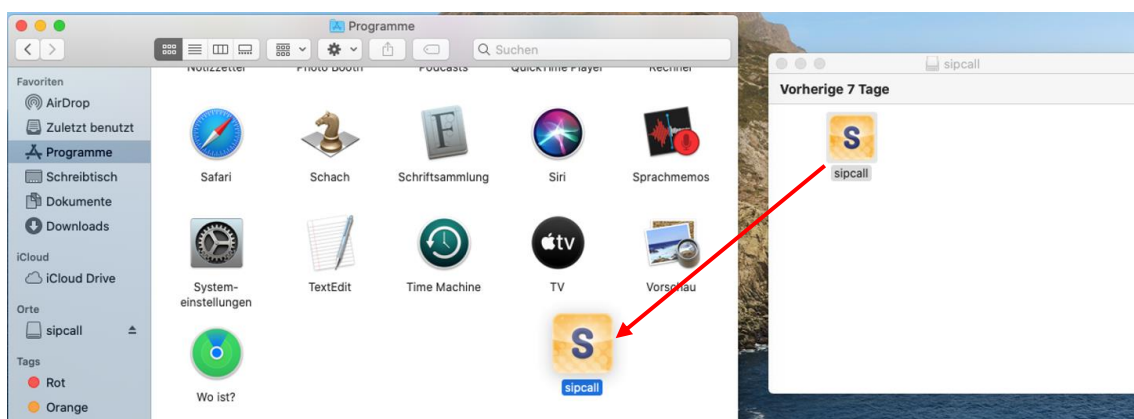 Programme
Suchen
Favoriten
AirDrop
Zuletzt benutzt
Programme
Schreibtisch
Dokumente
Downloads
iCloud
iCloud Drive
Orte
sipcall
Tags
Rot
Orange
Notizzettel Photo Booth Podcasts QuickTime Player Rechner
Safari Schach Schriftsammlung Siri Sprachmemos
tv
System-
einstellungen TextEdit Time Machine TV Vorschau
S
Wo ist? sipcall
sipcall
Vorherige 7 Tage
S
sipcall